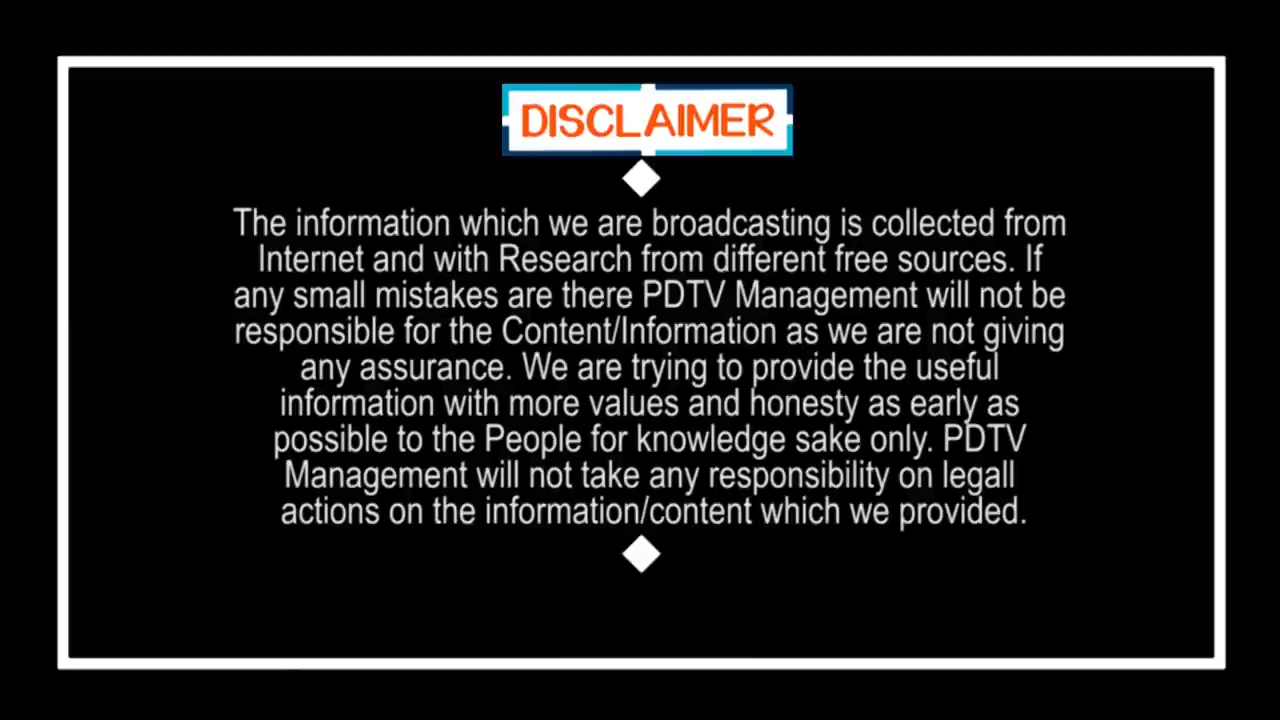 DISCLAIMER
The information which we are broadcasting is collected from
Internet and with Research from different free sources. If
any small mistakes are there PDTV Management will not be
responsible for the Content/Information as we are not giving
any assurance. We are trying to provide the useful
information with more values and honesty as early as
possible to the People for knowledge sake only. PDTV
Management will not take any responsibility on legall
actions on the information/content which we provided.